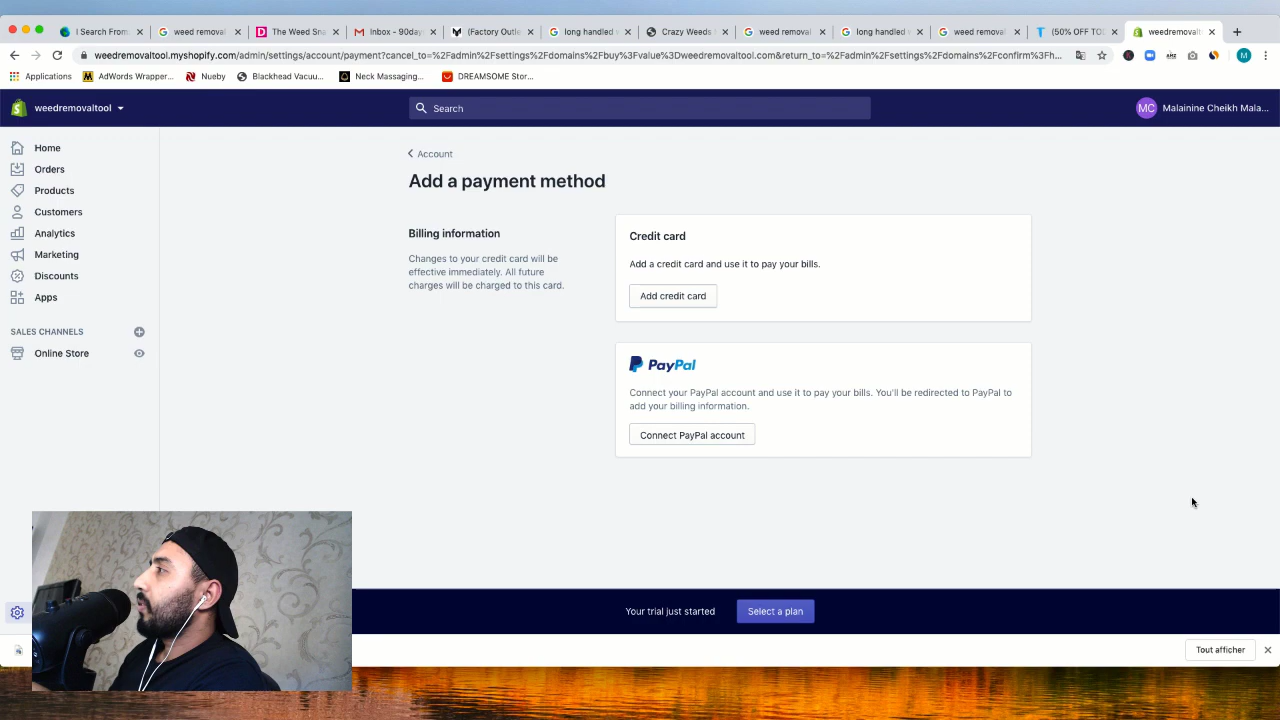 I Search From
weed removal
The Weed Sna
Inbox - 90day
(Factory Outle
long handled
Crazy Weeds
weed removal
long handled
weed removal
(50% OFF TO
weedremovalt
weedremovaltool.myshopify.com/admin/settings/account/payment?cancel_to=%2Fadmin%2Fsettings%2Fdomains%2Fbuy%3Fvalue%3Dweedremovaltool.com&return_to=%2Fadmin%2Fsettings%2Fdomains%2Fconfirm%3Fh...
M
Applications
AdWords Wrapper...
Nueby
Blackhead Vacuu...
Neck Massaging...
DREAMSOME Stor...
weedremovaltool
Search
MC Malainine Cheikh Mala...
Home
Orders
Products
Customers
Analytics
Marketing
Discounts
Apps
SALES CHANNELS
Online Store
Account
Add a payment method
Billing information
Changes to your credit card will be
effective immediately. All future
charges will be charged to this card.
Credit card
Add a credit card and use it to pay your bills.
Add credit card
PayPal
Connect your PayPal account and use it to pay your bills. You'll be redirected to PayPal to
add your billing information.
Connect PayPal account
Your trial just started
Select a plan
Tout afficher